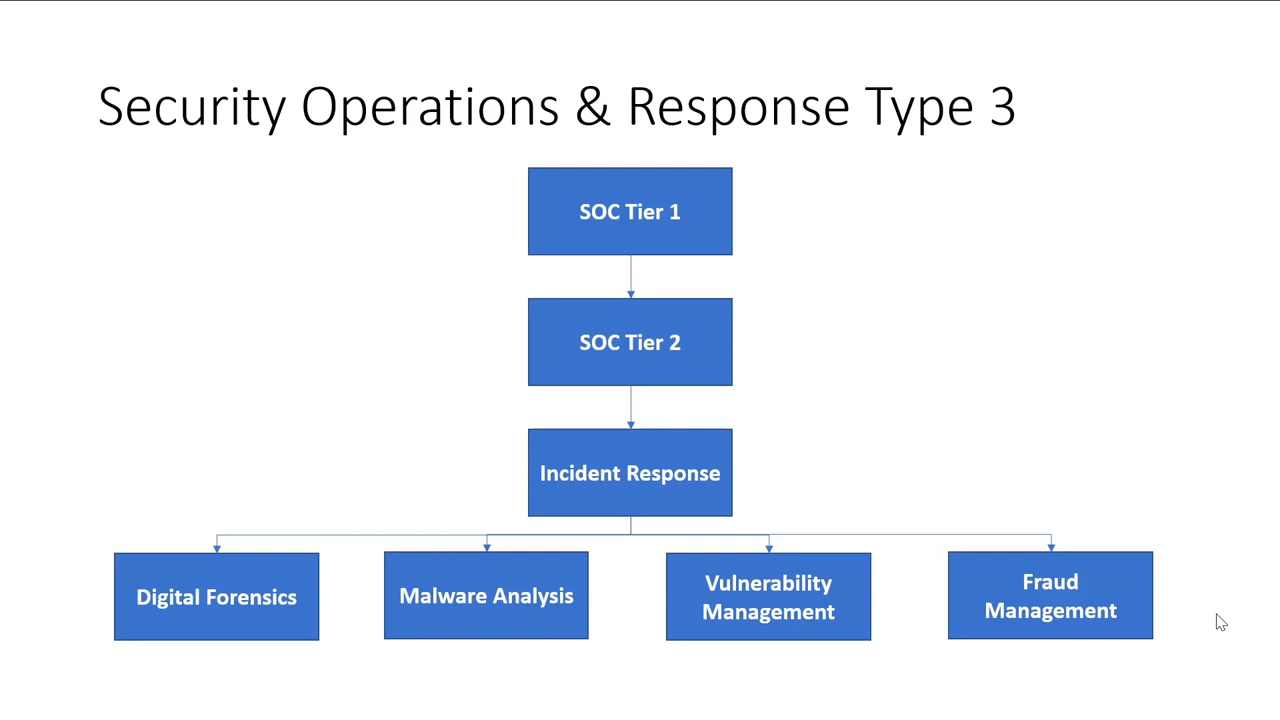 Security Operations & Response Type 3
SOC Tier 1
SOC Tier 2
Incident Response
Digital Forensics
Malware Analysis
Vulnerability
Management
Fraud
Management